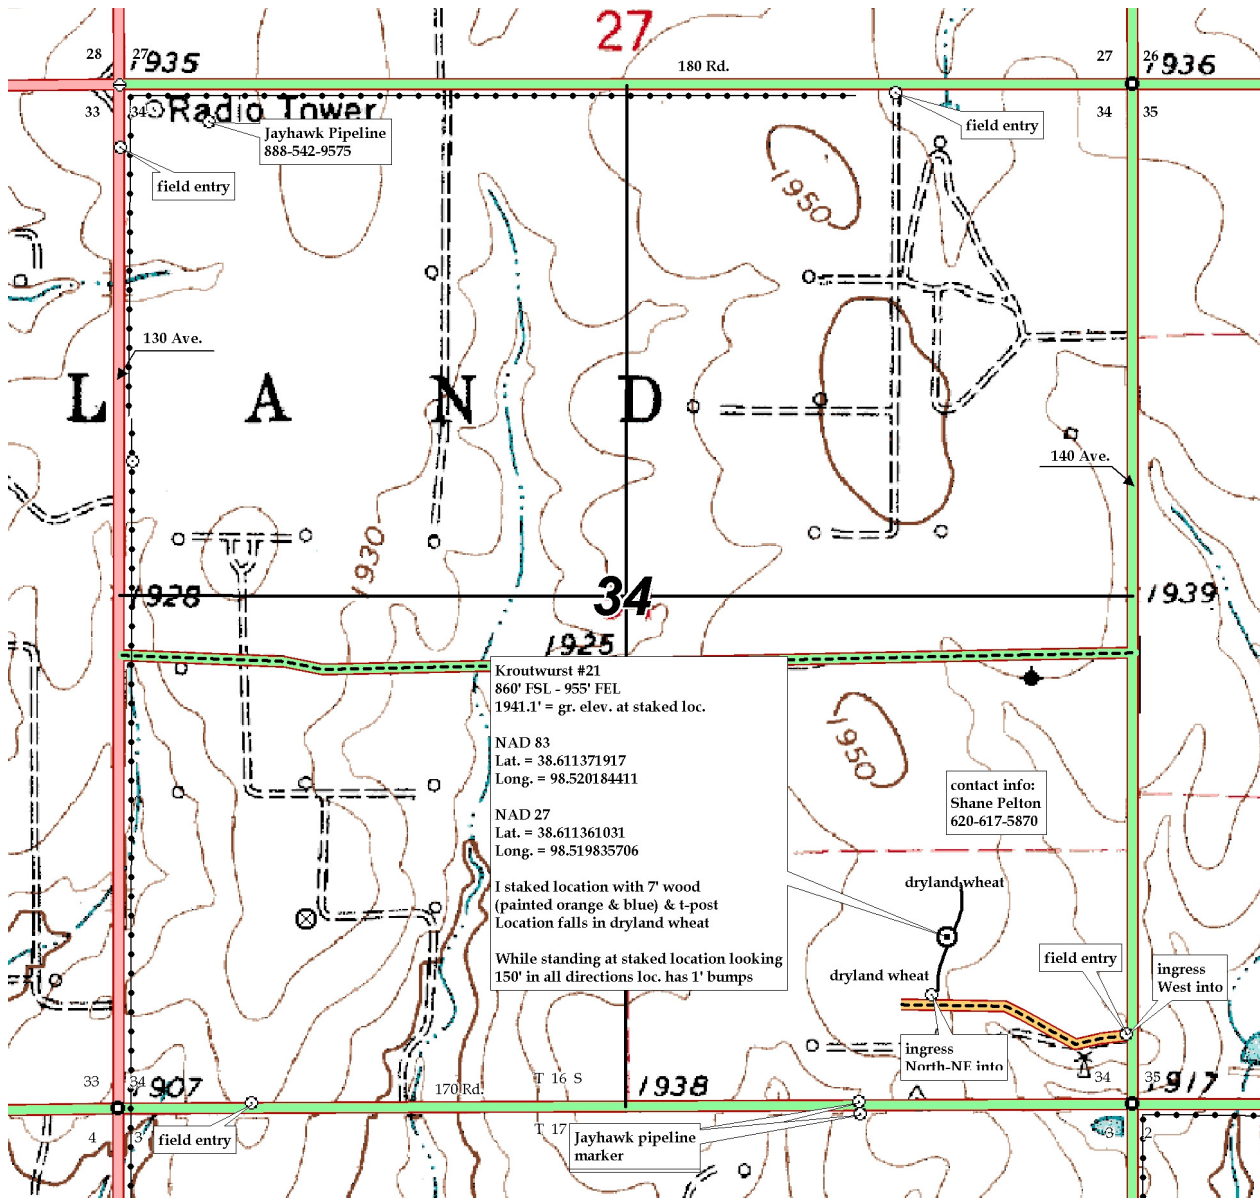 27
28
27
1935
180 Rd.
27
26
1936
33
34
Radio Tower
34
35
Jayhawk Pipeline
888-542-9575
field entry
field entry
1950
130 Ave.
L A N D
140 Ave.
1930
1928
34
1939
1925
Kroutwurst #21
860' FSL - 955' FEL
1941.1' = gr. elev. at staked loc.
NAD 83
Lat. = 38.611371917
Long. = 98.520184411
NAD 27
Lat. = 38.611361031
Long. = 98.519835706
I staked location with 7' wood
(painted orange & blue) & t-post
Location falls in dryland wheat
While standing at staked location looking
150' in all directions loc. has 1' bumps
1950
contact info:
Shane Pelton
620-617-5870
dryland wheat
dryland wheat
field entry
ingress
West into
ingress
North-NE into
33
34
1907
170 Rd.
T 16 S
1938
34
35
1917
4
3
field entry
T 17
Jayhawk pipeline
marker
3
2